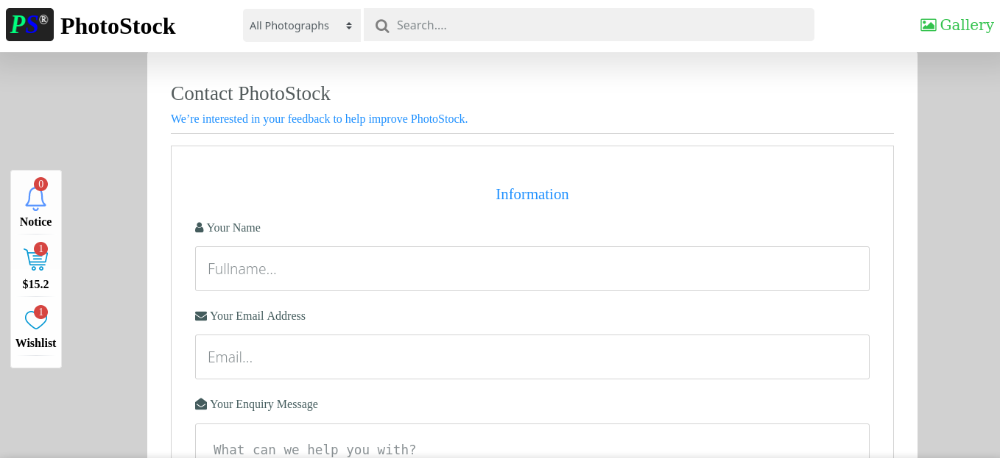 PS® PhotoStock
All Photographs
Search....
Gallery
Contact PhotoStock
We’re interested in your feedback to help improve PhotoStock.
0
Notice
1
$15.2
1
Wishlist
Information
Your Name
Fullname...
Your Email Address
Email...
Your Enquiry Message
What can we help you with?